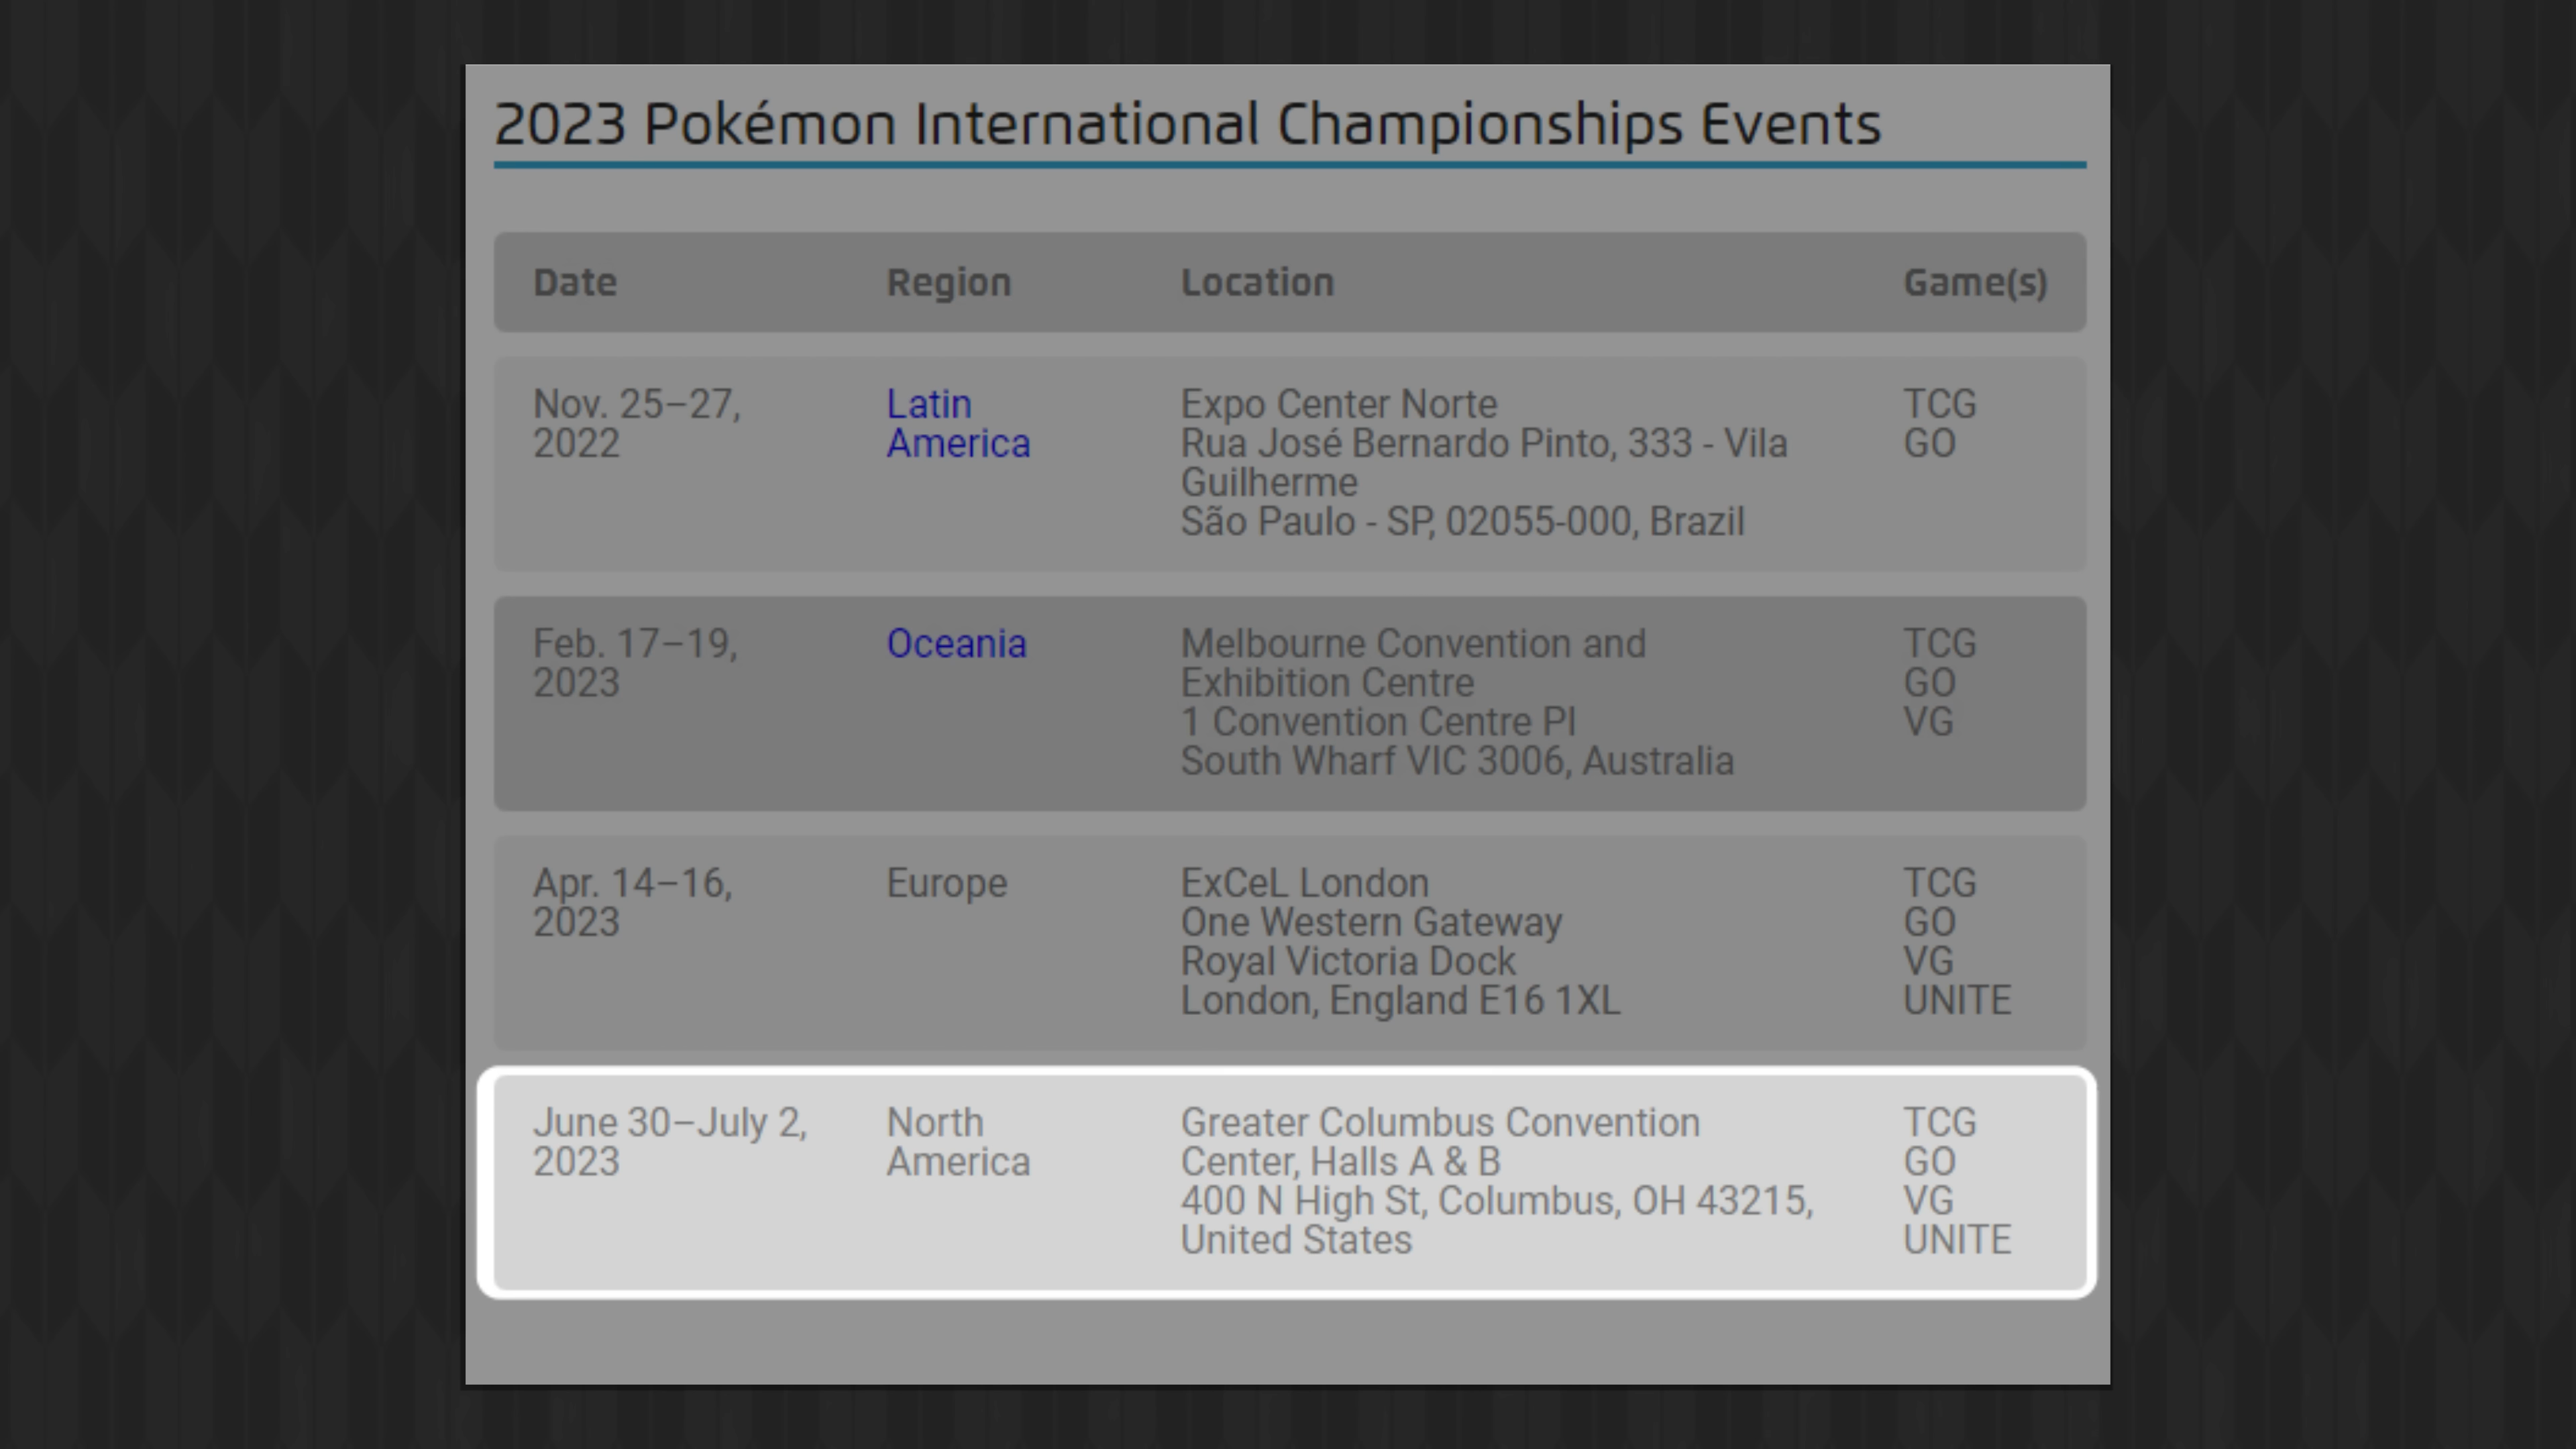 2023 Pokémon International Championships Events
Date Region Location Game(s)
Nov. 25–27, Latin Expo Center Norte TCG
2022 America Rua José Bernardo Pinto, 333 - Vila GO
Guilherme
São Paulo - SP, 02055-000, Brazil
Feb. 17–19, Oceania Melbourne Convention and TCG
2023 Exhibition Centre GO
1 Convention Centre Pl VG
South Wharf VIC 3006, Australia
Apr. 14–16, Europe ExCeL London TCG
2023 One Western Gateway GO
Royal Victoria Dock VG
London, England E16 1XL UNITE
June 30–July 2, North Greater Columbus Convention TCG
2023 America Center, Halls A & B GO
400 N High St, Columbus, OH 43215, VG
United States UNITE